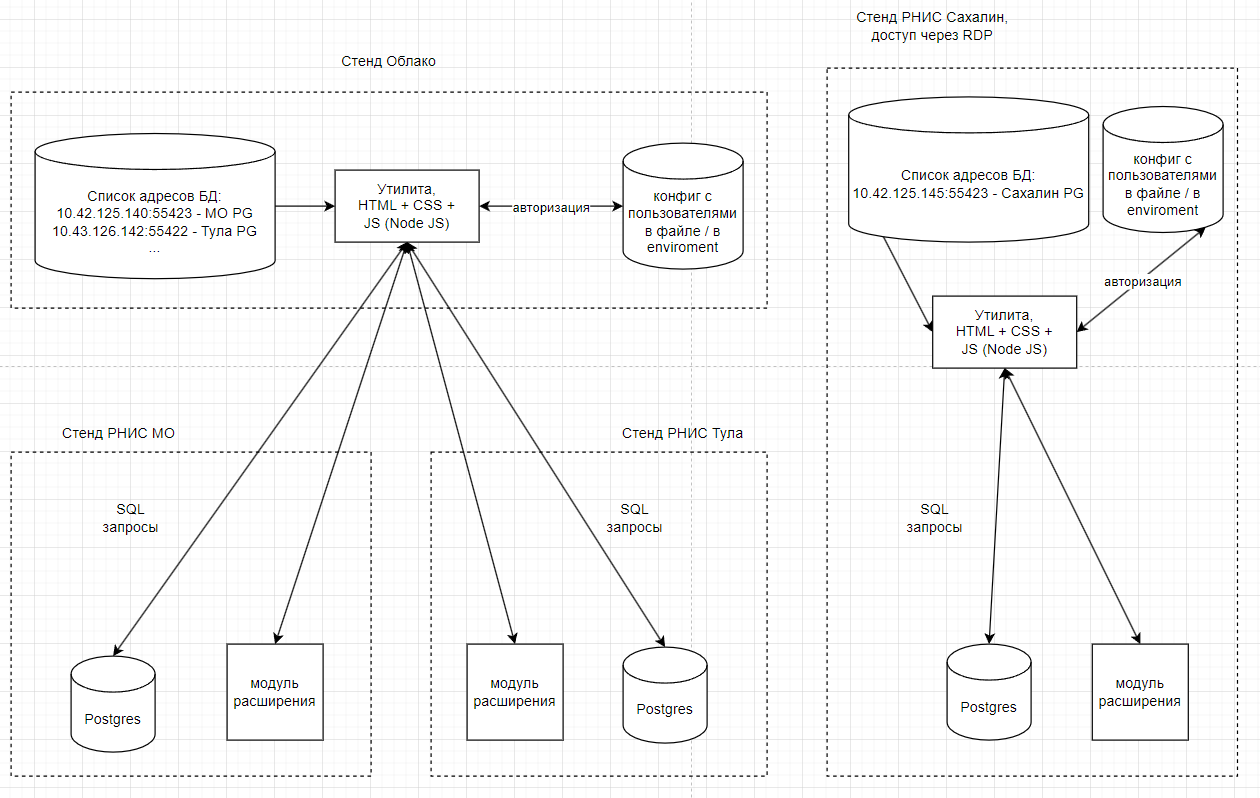 Стенд РНИС Сахалин,
доступ через RDP
Стенд Облако
Список адресов БД:
10.42.125.140:55423 - МО PG
10.43.126.142:55422 - Тула PG
...
Утилита,
HTML + CSS +
JS (Node JS)
авторизация
конфиг с
пользователями
в файле / в
enviroment
Список адресов БД:
10.42.125.145:55423 - Сахалин PG
конфиг с
пользователями
в файле / в
enviroment
авторизация
Утилита,
HTML + CSS +
JS (Node JS)
Стенд РНИС МО
Стенд РНИС Тула
SQL
запросы
SQL
запросы
SQL
запросы
Postgres
модуль
расширения
модуль
расширения
Postgres
Postgres
модуль
расширения